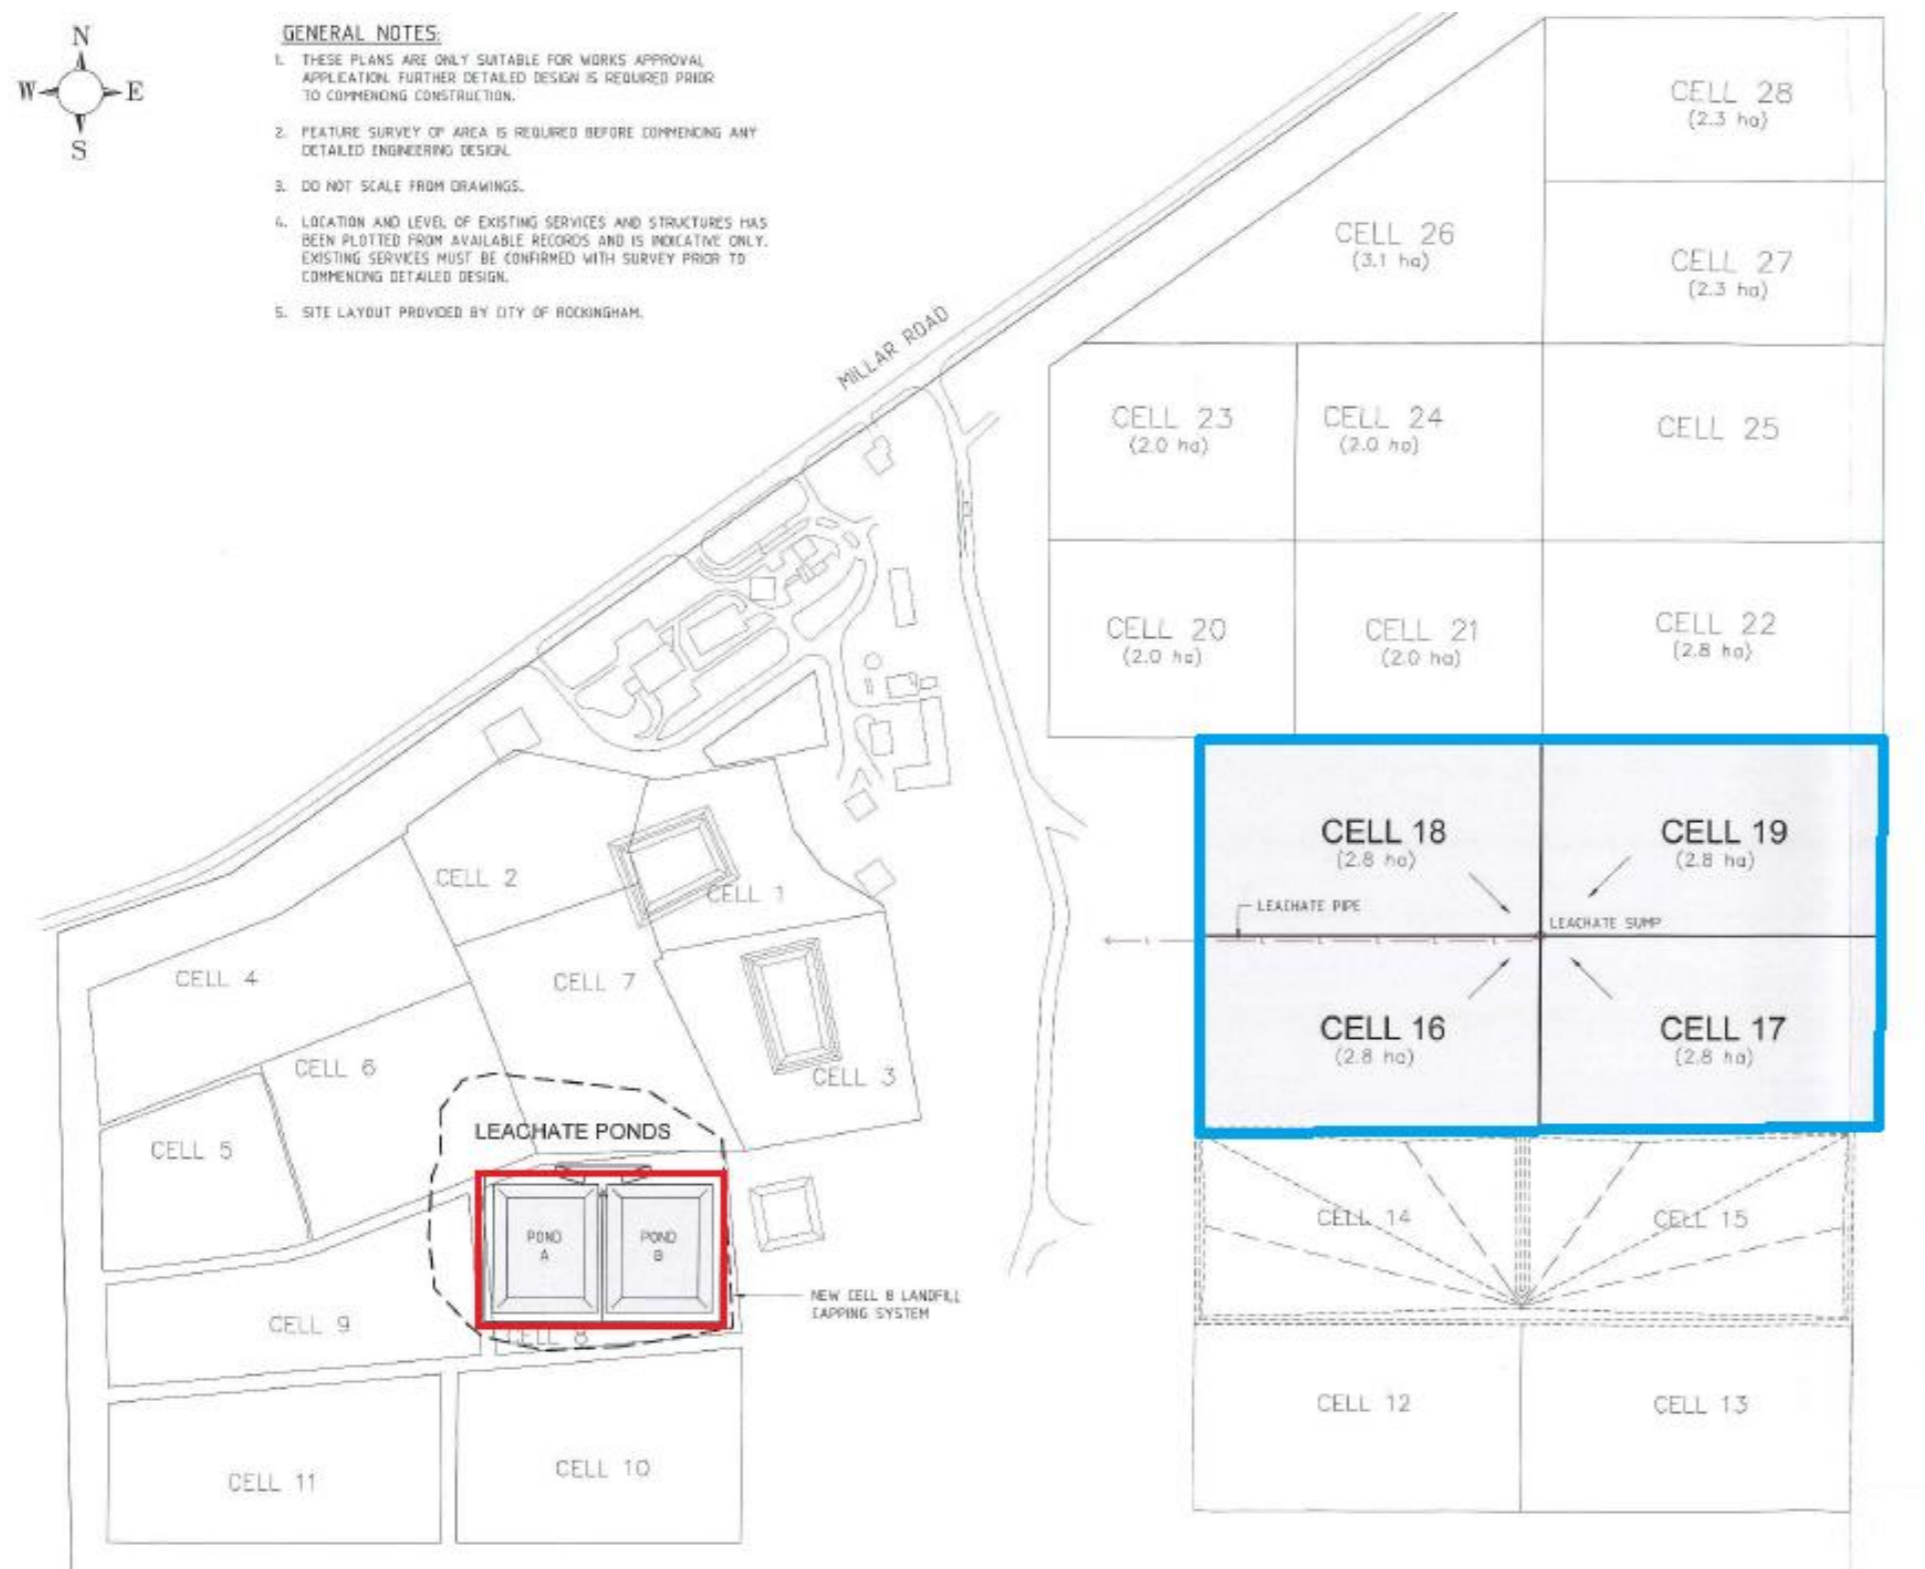 N
W E
S
GENERAL NOTES:
1. THESE PLANS ARE ONLY SUITABLE FOR WORKS APPROVAL
APPLICATION. FURTHER DETAILED DESIGN IS REQUIRED PRIOR
TO COMMENCING CONSTRUCTION.
2. FEATURE SURVEY OF AREA IS REQUIRED BEFORE COMMENCING ANY
DETAILED ENGINEERING DESIGN.
3. DO NOT SCALE FROM DRAWINGS.
4. LOCATION AND LEVEL OF EXISTING SERVICES AND STRUCTURES HAS
BEEN PLOTTED FROM AVAILABLE RECORDS AND IS INDICATIVE ONLY.
EXISTING SERVICES MUST BE CONFIRMED WITH SURVEY PRIOR TO
COMMENCING DETAILED DESIGN.
5. SITE LAYOUT PROVIDED BY CITY OF ROCKINGHAM.
MILLAR ROAD
CELL 28
(2.3 ha)
CELL 26
(3.1 ha)
CELL 27
(2.3 ha)
CELL 23
(2.0 ha)
CELL 24
(2.0 ha)
CELL 25
CELL 20
(2.0 ha)
CELL 21
(2.0 ha)
CELL 22
(2.8 ha)
CELL 18
(2.8 ha)
CELL 19
(2.8 ha)
LEACHATE PIPE
LEACHATE SUMP
CELL 16
(2.8 ha)
CELL 17
(2.8 ha)
CELL 2
CELL 1
CELL 4
CELL 7
CELL 6
CELL 3
CELL 5
LEACHATE PONDS
POND
A
POND
B
CELL 14
CELL 15
NEW CELL 8 LANDFILL
CAPPING SYSTEM
CELL 9
CELL 8
CELL 12
CELL 13
CELL 11
CELL 10